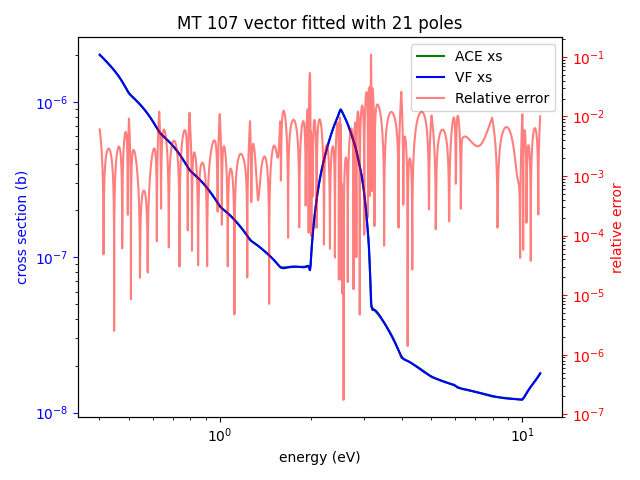 MT 107 vector fitted with 21 poles
ACE xs
VF xs
Relative error
cross section (b)
10⁻⁶
10⁻⁷
10⁻⁸
10⁻¹
10⁻²
10⁻³
10⁻⁴
10⁻⁵
10⁻⁶
10⁻⁷
relative error
10⁰
10¹
energy (eV)